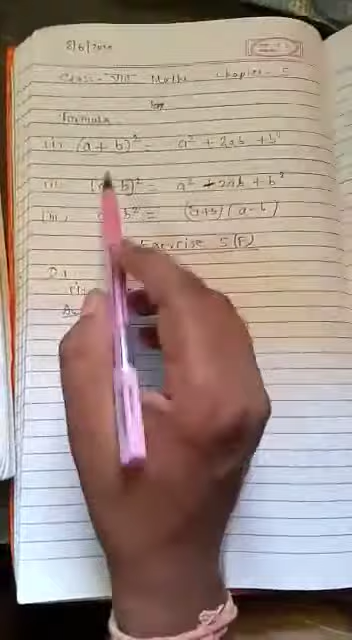 8/6/2020
Class - VIII Maths chapter - 5
Formula
(i) (a + b)² = a² + 2ab + b²
(ii) b)² = a² - 2ab + b²
(iii) b² = (a+b) (a-b)
Exercise 5(F)
Q.1